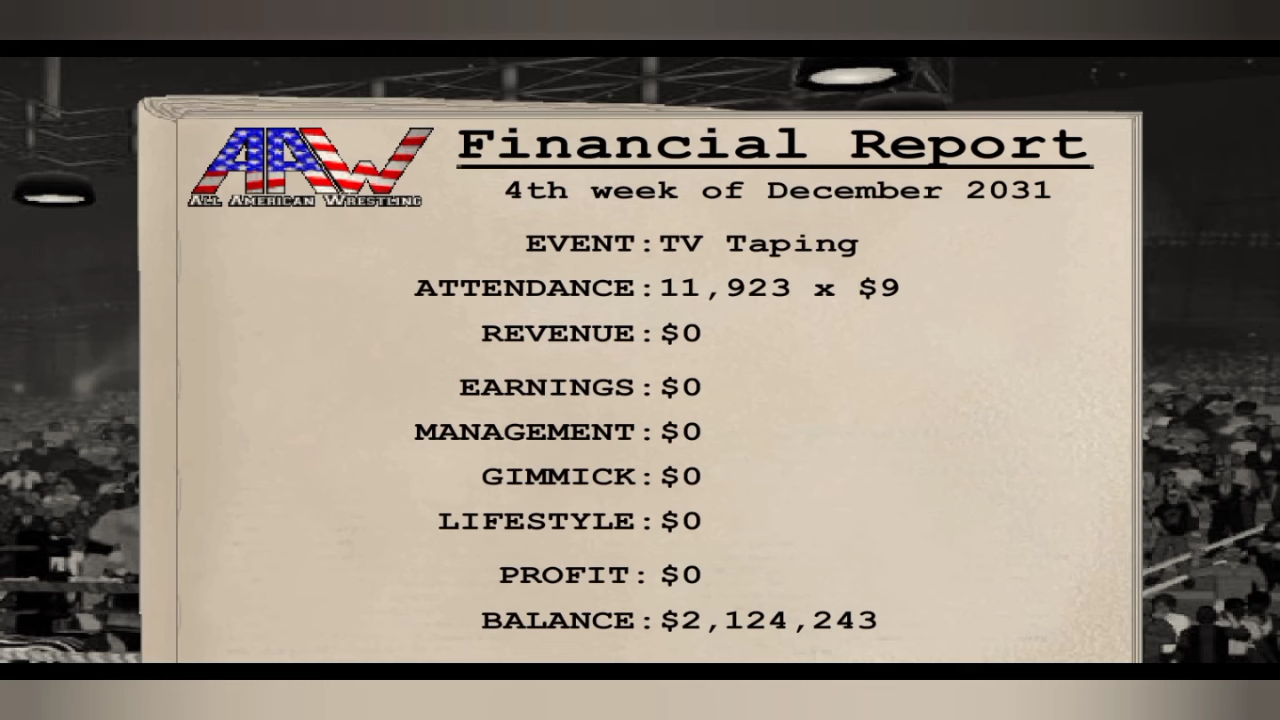 AAW
ALL AMERICAN WRESTLING
Financial Report
4th week of December 2031
EVENT: TV Taping
ATTENDANCE: 11,923 x $9
REVENUE: $0
EARNINGS: $0
MANAGEMENT: $0
GIMMICK: $0
LIFESTYLE: $0
PROFIT: $0
BALANCE: $2,124,243